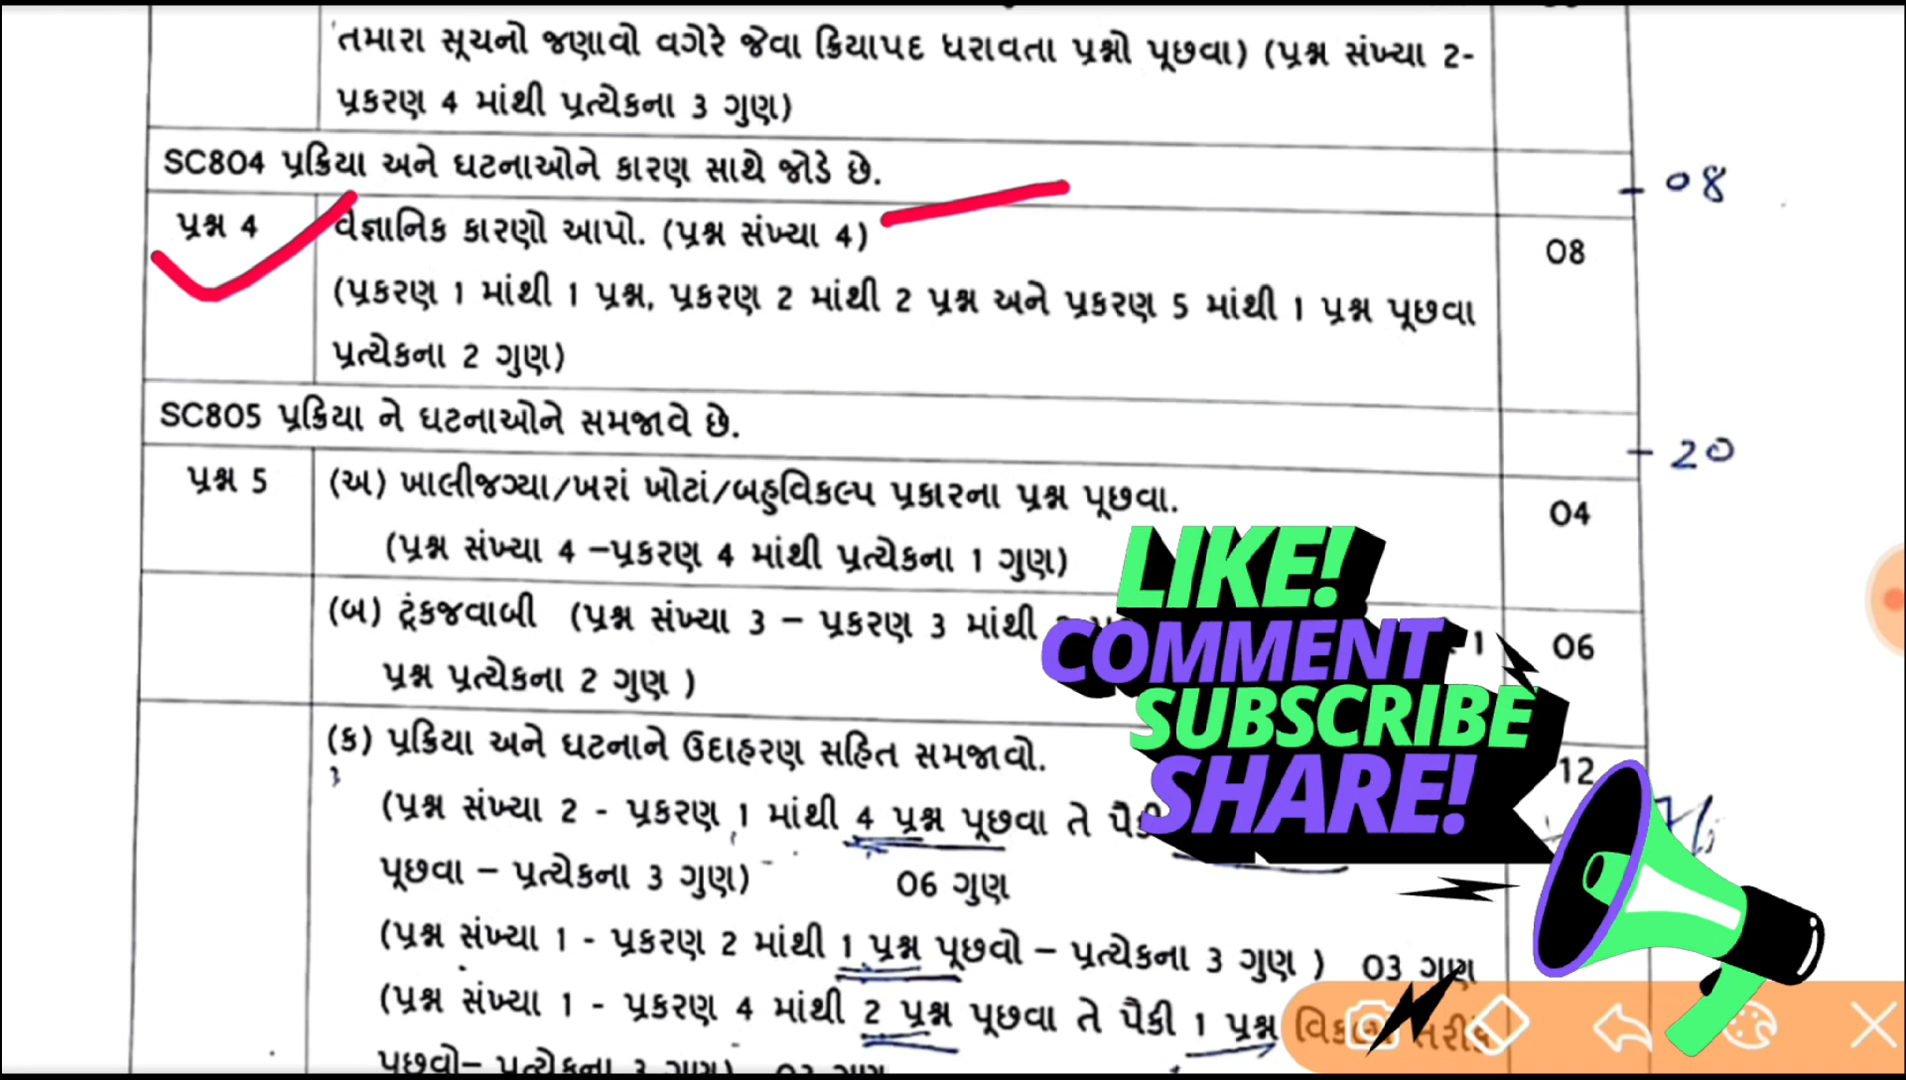 તમારા સૂચનો જણાવો વગેરે જેવા ક્રિયાપદ ધરાવતા પ્રશ્નો પૂછવા) (પ્રશ્ન સંખ્યા 2-
પ્રકરણ 4 માંથી પ્રત્યેકના 3 ગુણ)
SC804 પ્રક્રિયા અને ઘટનાઓને કારણ સાથે જોડે છે.
- 08
પ્રશ્ન 4 વૈજ્ઞાનિક કારણો આપો. (પ્રશ્ન સંખ્યા 4) 08
(પ્રકરણ 1 માંથી 1 પ્રશ્ન, પ્રકરણ 2 માંથી 2 પ્રશ્ન અને પ્રકરણ 5 માંથી 1 પ્રશ્ન પૂછવા
પ્રત્યેકના 2 ગુણ)
SC805 પ્રક્રિયા ને ઘટનાઓને સમજાવે છે.
- 20
પ્રશ્ન 5 (અ) ખાલીજગ્યા/ખરાં ખોટાં/બહુવિકલ્પ પ્રકારના પ્રશ્ન પૂછવા. 04
(પ્રશ્ન સંખ્યા 4 –પ્રકરણ 4 માંથી પ્રત્યેકના 1 ગુણ)
(બ) ટૂંકજવાબી (પ્રશ્ન સંખ્યા 3 – પ્રકરણ 3 માંથી 1 06
પ્રશ્ન પ્રત્યેકના 2 ગુણ )
(ક) પ્રક્રિયા અને ઘટનાને ઉદાહરણ સહિત સમજાવો. 12
(પ્રશ્ન સંખ્યા 2 - પ્રકરણ 1 માંથી 4 પ્રશ્ન પૂછવા તે
પૂછવા – પ્રત્યેકના 3 ગુણ) 06 ગુણ
(પ્રશ્ન સંખ્યા 1 - પ્રકરણ 2 માંથી 1 પ્રશ્ન પૂછવો – પ્રત્યેકના 3 ગુણ ) 03 ગુણ
(પ્રશ્ન સંખ્યા 1 - પ્રકરણ 4 માંથી 2 પ્રશ્ન પૂછવા તે પૈકી 1 પ્રશ્ન
LIKE!
COMMENT
SUBSCRIBE
SHARE!